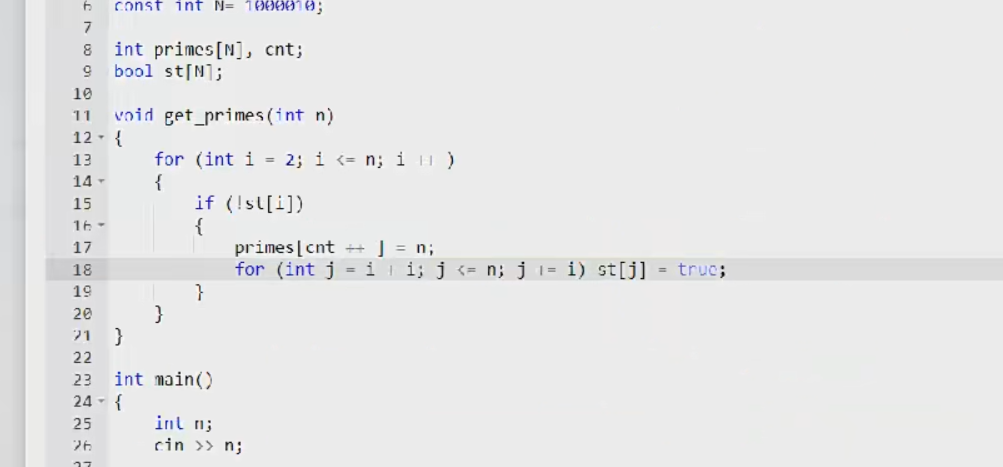 6 const int N= 1000010;
7
8 int primes[N], cnt;
9 bool st[N];
10
11 void get_primes(int n)
12 {
13 for (int i = 2; i <= n; i ++ )
14 {
15 if (!st[i])
16 {
17 primes[cnt ++ ] = n;
18 for (int j = i + i; j <= n; j += i) st[j] = true;
19 }
20 }
21 }
22
23 int main()
24 {
25 int n;
26 cin >> n;
27